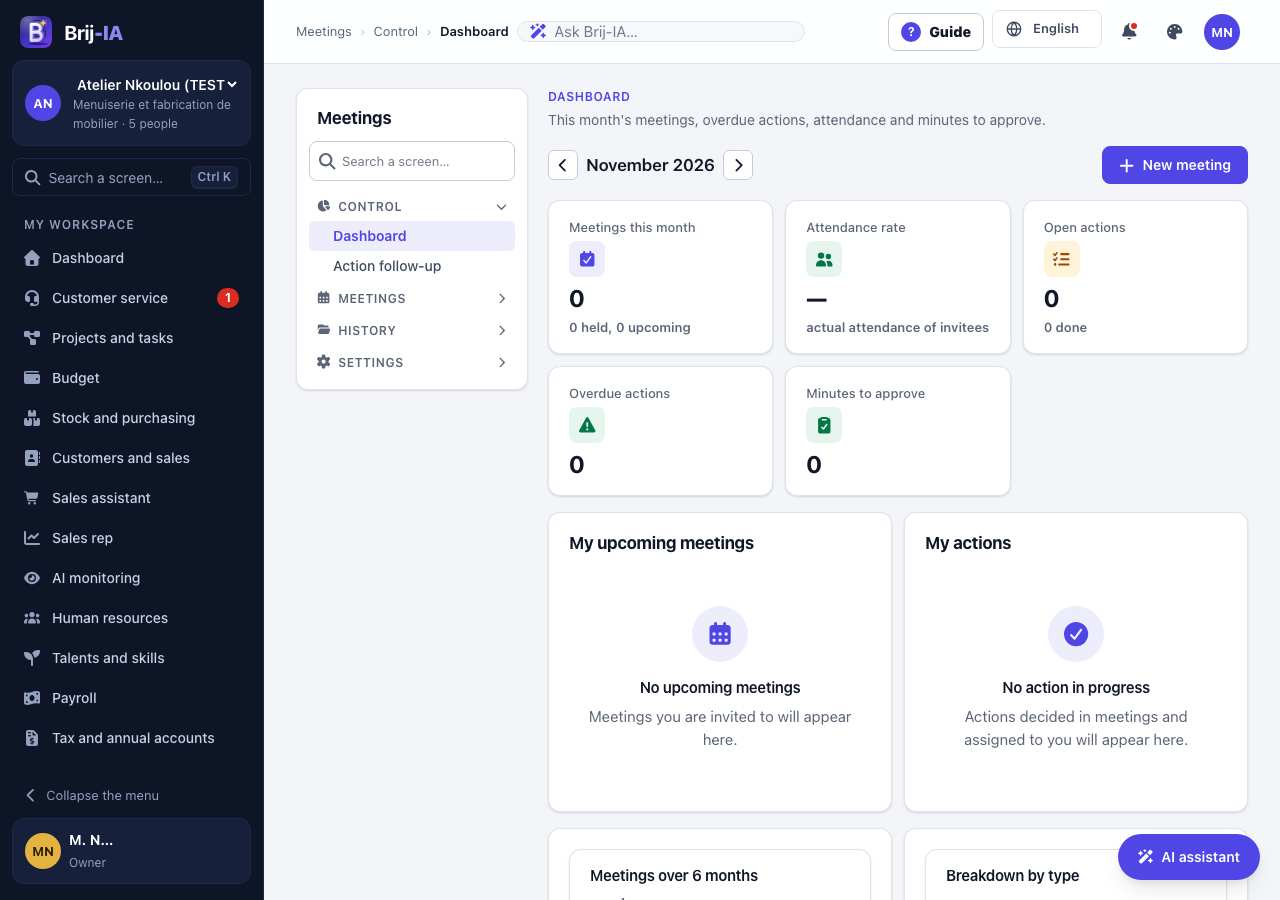 Brij-IA
AN
Atelier Nkoulou (TEST
Menuiserie et fabrication de
mobilier · 5 people
Search a screen...
Ctrl K
MY WORKSPACE
Dashboard
Customer service
1
Projects and tasks
Budget
Stock and purchasing
Customers and sales
Sales assistant
Sales rep
AI monitoring
Human resources
Talents and skills
Payroll
Tax and annual accounts
Collapse the menu
MN
M. N...
Owner
Meetings › Control › Dashboard
Ask Brij-IA...
? Guide
English
MN
Meetings
Search a screen...
CONTROL
Dashboard
Action follow-up
MEETINGS
HISTORY
SETTINGS
DASHBOARD
This month's meetings, overdue actions, attendance and minutes to approve.
November 2026
New meeting
Meetings this month
0
0 held, 0 upcoming
Attendance rate
—
actual attendance of invitees
Open actions
0
0 done
Overdue actions
0
Minutes to approve
0
My upcoming meetings
No upcoming meetings
Meetings you are invited to will appear
here.
My actions
No action in progress
Actions decided in meetings and
assigned to you will appear here.
Meetings over 6 months
Breakdown by type
AI assistant